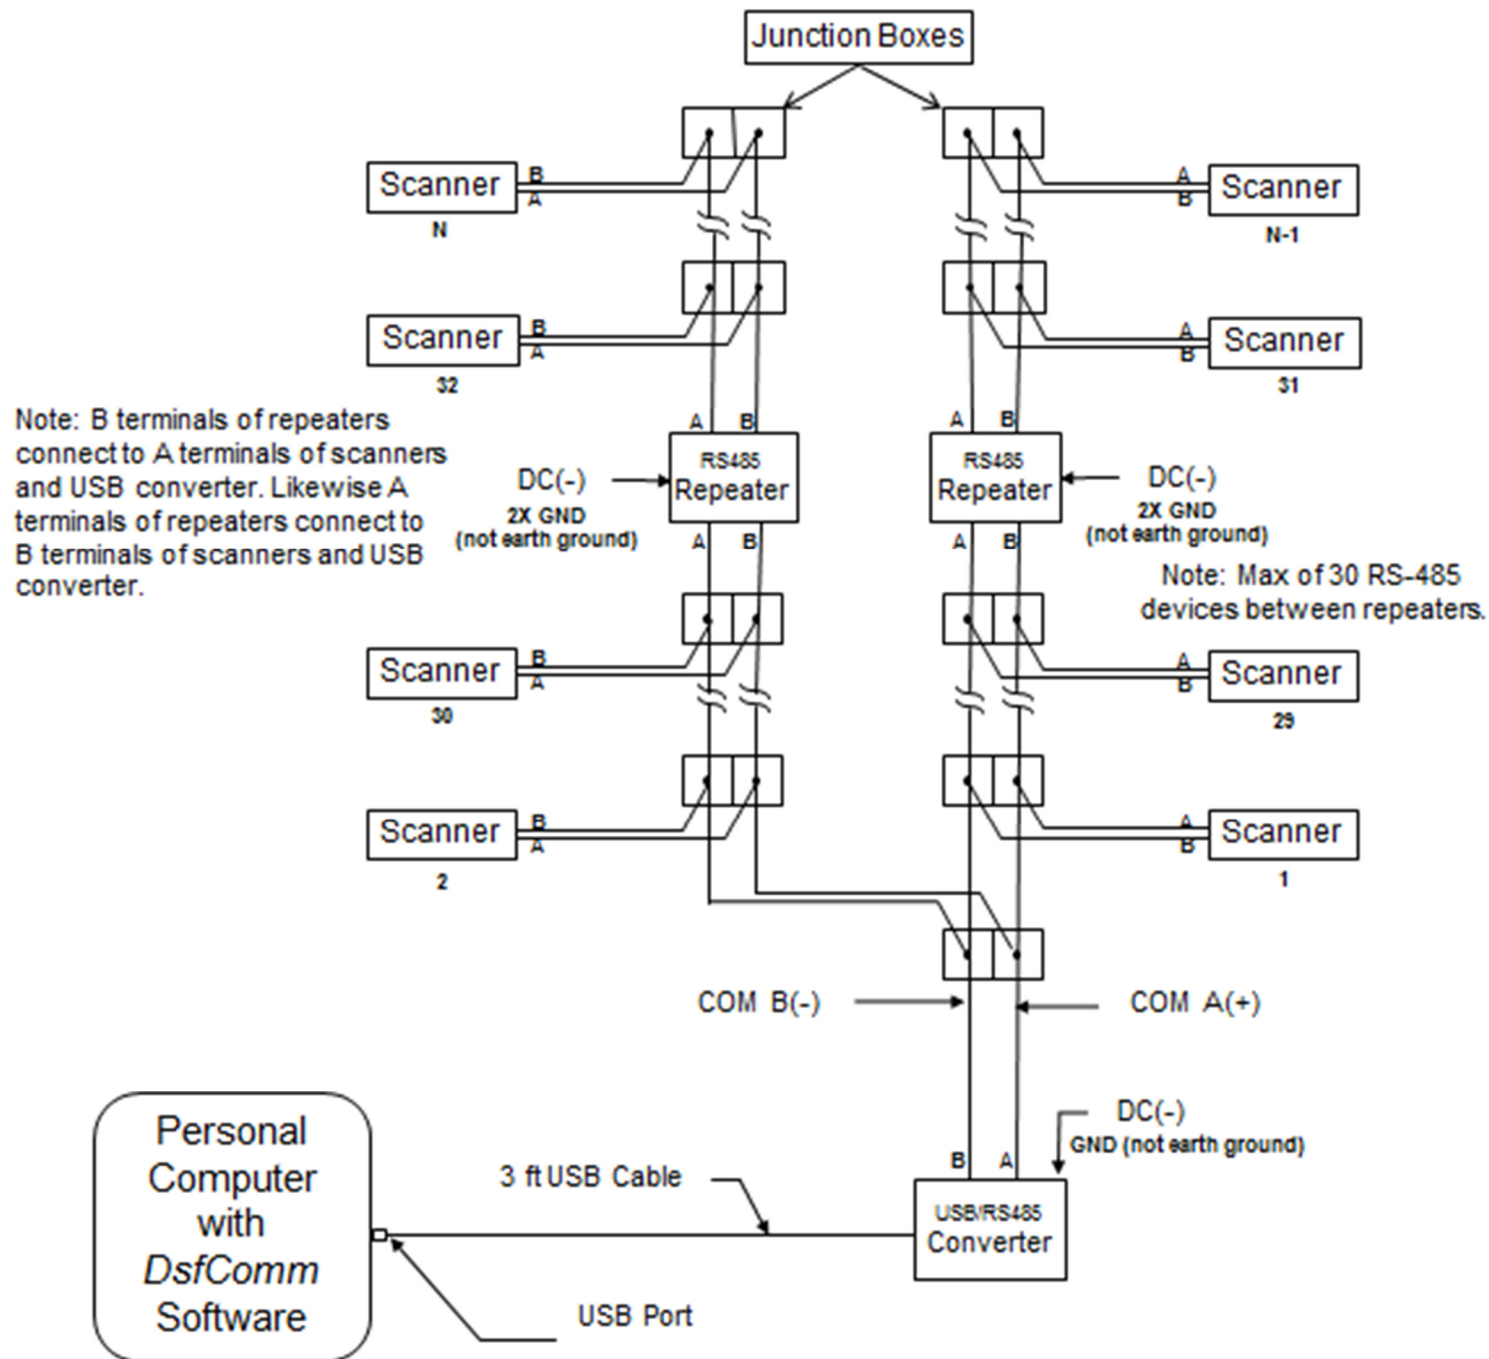 Junction Boxes
Scanner
B
A
N
A
B
Scanner
N-1
Scanner
B
A
32
A
B
Scanner
31
Note: B terminals of repeaters
connect to A terminals of scanners
and USB converter. Likewise A
terminals of repeaters connect to
B terminals of scanners and USB
converter.
A B
RS485
Repeater
A B
DC(-)
2X GND
(not earth ground)
A B
RS485
Repeater
A B
DC(-)
2X GND
(not earth ground)
Note: Max of 30 RS-485
devices between repeaters.
Scanner
B
A
30
A
B
Scanner
29
Scanner
B
A
2
A
B
Scanner
1
COM B(-)
COM A(+)
DC(-)
GND (not earth ground)
B A
USB/RS485
Converter
3 ft USB Cable
Personal
Computer
with
DsfComm
Software
USB Port